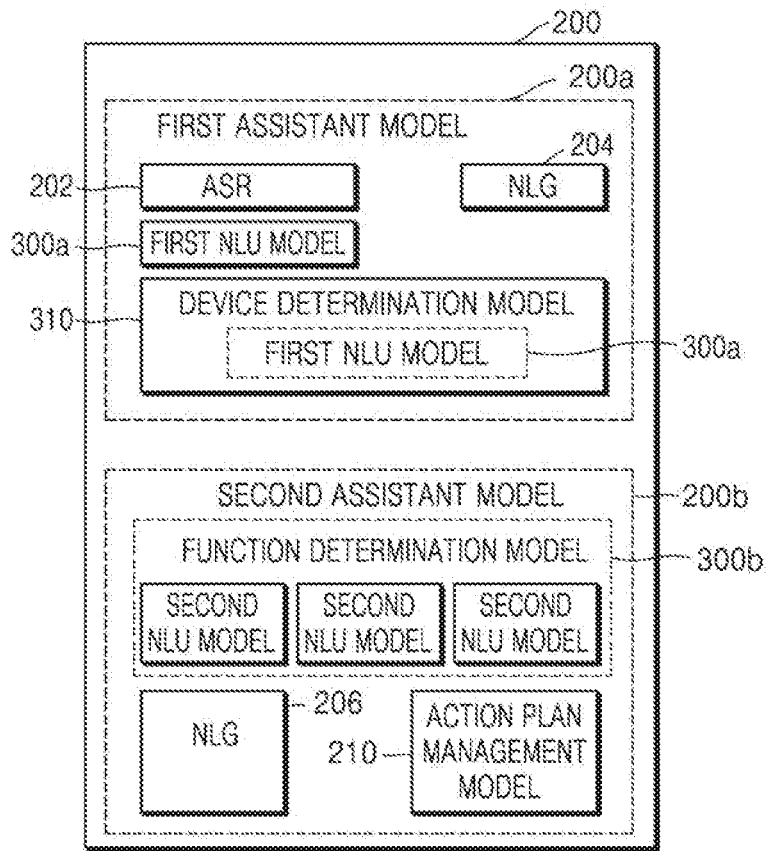 200
200a
FIRST ASSISTANT MODEL
204
202 ASR NLG
300a FIRST NLU MODEL
310 DEVICE DETERMINATION MODEL
FIRST NLU MODEL 300a
SECOND ASSISTANT MODEL 200b
FUNCTION DETERMINATION MODEL 300b
SECOND SECOND SECOND
NLU MODEL NLU MODEL NLU MODEL
206
NLG
ACTION PLAN
210 MANAGEMENT
MODEL